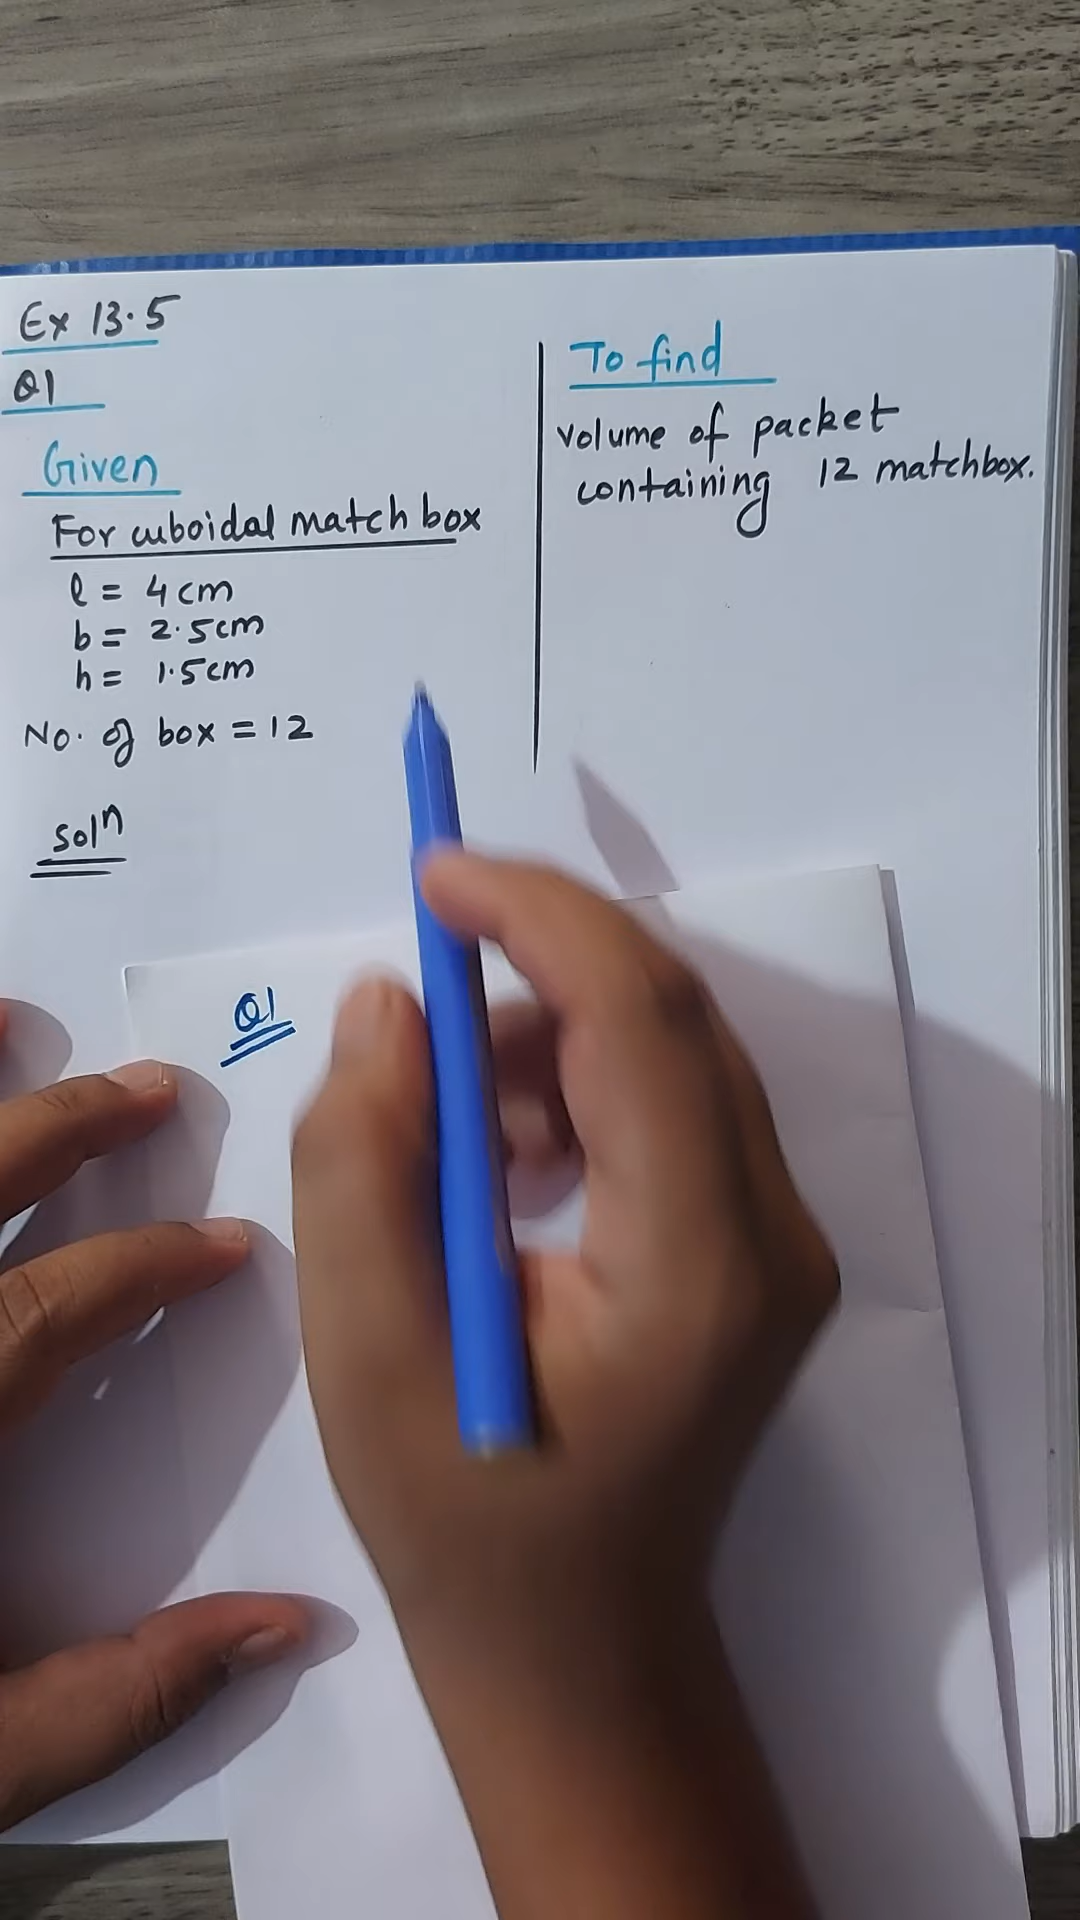 Ex 13.5
Q1
Given
For cuboidal match box
l = 4cm
b = 2.5cm
h = 1.5cm
No. of box = 12
Solⁿ
To find
volume of packet
containing 12 matchbox.
Q1